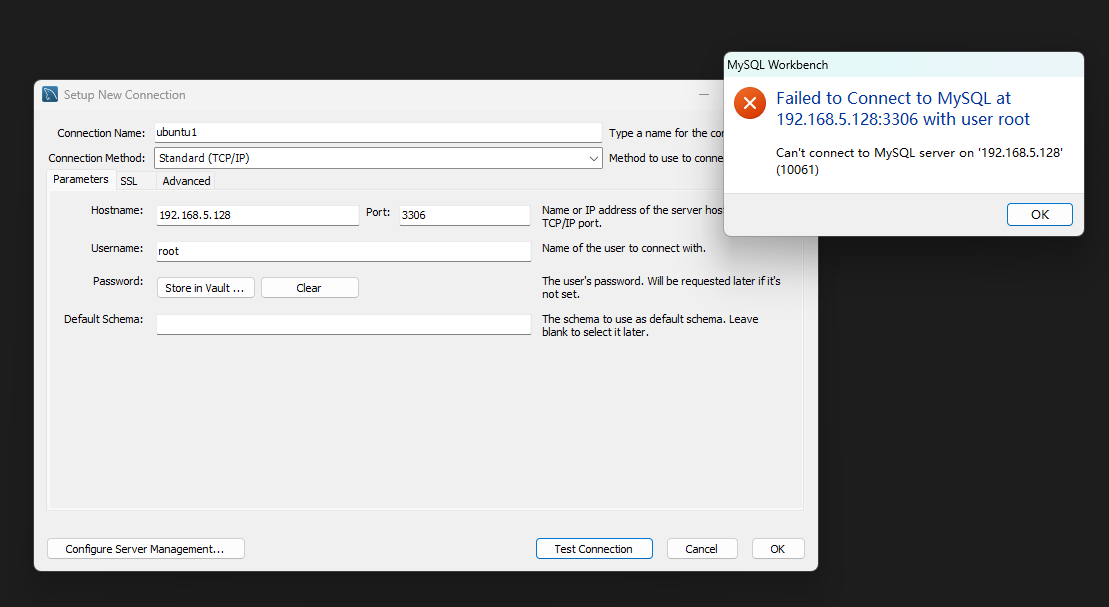 Setup New Connection
Connection Name: ubuntu1 Type a name for the
Connection Method: Standard (TCP/IP) Method to use to
Parameters SSL Advanced
Hostname: 192.168.5.128 Port: 3306 Name or IP address of the server
TCP/IP port.
Username: root Name of the user to connect with.
Password: Store in Vault ... Clear The user's password. Will be requested later if it's
not set.
Default Schema: The schema to use as default schema. Leave
blank to select it later.
Configure Server Management... Test Connection Cancel OK
MySQL Workbench
Failed to Connect to MySQL at
192.168.5.128:3306 with user root
Can't connect to MySQL server on '192.168.5.128'
(10061)
OK